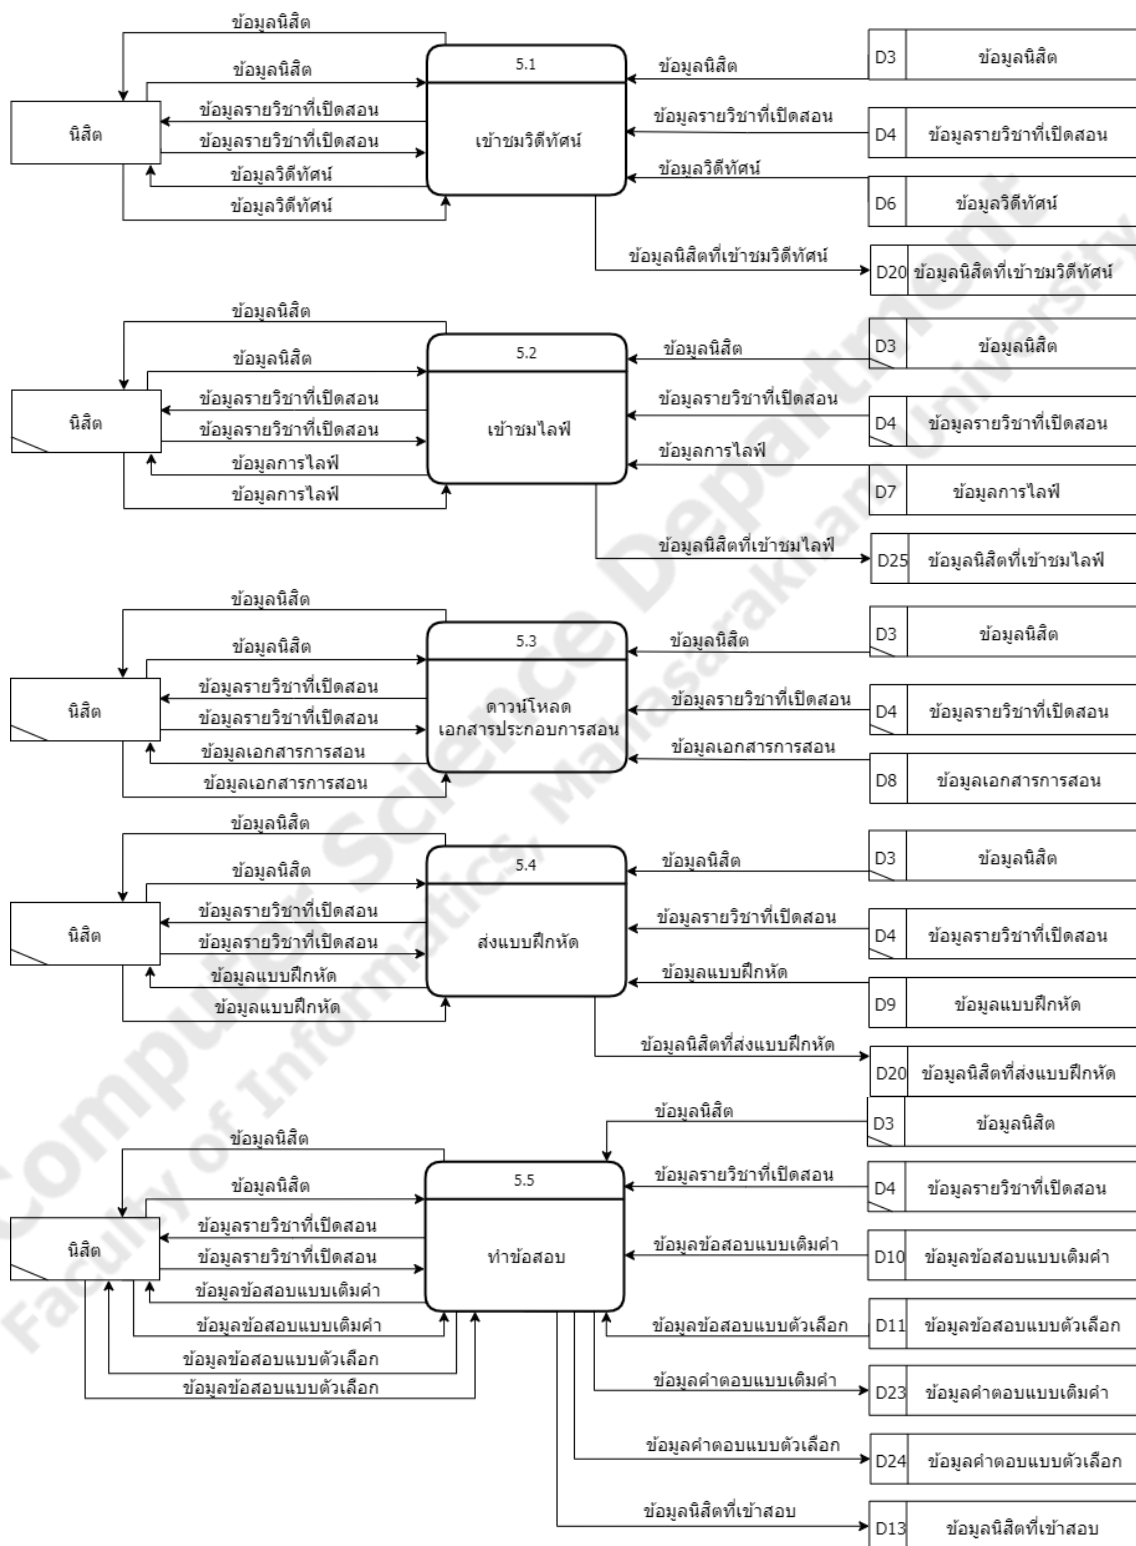 ข้อมูลนิสิต
5.1
D3 ข้อมูลนิสิต
ข้อมูลนิสิต
ข้อมูลนิสิต
ข้อมูลรายวิชาที่เปิดสอน
ข้อมูลรายวิชาที่เปิดสอน
นิสิต
เข้าชมวิดีทัศน์
D4 ข้อมูลรายวิชาที่เปิดสอน
ข้อมูลรายวิชาที่เปิดสอน
ข้อมูลวิดีทัศน์
ข้อมูลวิดีทัศน์
D6 ข้อมูลวิดีทัศน์
ข้อมูลวิดีทัศน์
ข้อมูลนิสิตที่เข้าชมวิดีทัศน์
D20 ข้อมูลนิสิตที่เข้าชมวิดีทัศน์
ข้อมูลนิสิต
5.2
D3 ข้อมูลนิสิต
ข้อมูลนิสิต
ข้อมูลนิสิต
ข้อมูลรายวิชาที่เปิดสอน
ข้อมูลรายวิชาที่เปิดสอน
นิสิต
เข้าชมไลฟ์
D4 ข้อมูลรายวิชาที่เปิดสอน
ข้อมูลรายวิชาที่เปิดสอน
ข้อมูลการไลฟ์
ข้อมูลการไลฟ์
D7 ข้อมูลการไลฟ์
ข้อมูลการไลฟ์
ข้อมูลนิสิตที่เข้าชมไลฟ์
D25 ข้อมูลนิสิตที่เข้าชมไลฟ์
ข้อมูลนิสิต
5.3
D3 ข้อมูลนิสิต
ข้อมูลนิสิต
ข้อมูลนิสิต
ข้อมูลรายวิชาที่เปิดสอน
ข้อมูลรายวิชาที่เปิดสอน
นิสิต
ดาวน์โหลด
เอกสารประกอบการสอน
D4 ข้อมูลรายวิชาที่เปิดสอน
ข้อมูลรายวิชาที่เปิดสอน
ข้อมูลเอกสารการสอน
ข้อมูลเอกสารการสอน
D8 ข้อมูลเอกสารการสอน
ข้อมูลเอกสารการสอน
ข้อมูลนิสิต
5.4
D3 ข้อมูลนิสิต
ข้อมูลนิสิต
ข้อมูลนิสิต
ข้อมูลรายวิชาที่เปิดสอน
ข้อมูลรายวิชาที่เปิดสอน
นิสิต
ส่งแบบฝึกหัด
D4 ข้อมูลรายวิชาที่เปิดสอน
ข้อมูลรายวิชาที่เปิดสอน
ข้อมูลแบบฝึกหัด
ข้อมูลแบบฝึกหัด
D9 ข้อมูลแบบฝึกหัด
ข้อมูลแบบฝึกหัด
ข้อมูลนิสิตที่ส่งแบบฝึกหัด
D20 ข้อมูลนิสิตที่ส่งแบบฝึกหัด
ข้อมูลนิสิต
D3 ข้อมูลนิสิต
ข้อมูลนิสิต
5.5
ข้อมูลนิสิต
ข้อมูลรายวิชาที่เปิดสอน
D4 ข้อมูลรายวิชาที่เปิดสอน
ข้อมูลรายวิชาที่เปิดสอน
นิสิต
ทำข้อสอบ
ข้อมูลข้อสอบแบบเติมคำ
D10 ข้อมูลข้อสอบแบบเติมคำ
ข้อมูลรายวิชาที่เปิดสอน
ข้อมูลข้อสอบแบบเติมคำ
ข้อมูลข้อสอบแบบเติมคำ
ข้อมูลข้อสอบแบบตัวเลือก
D11 ข้อมูลข้อสอบแบบตัวเลือก
ข้อมูลข้อสอบแบบตัวเลือก
ข้อมูลข้อสอบแบบตัวเลือก
ข้อมูลคำตอบแบบเติมคำ
D23 ข้อมูลคำตอบแบบเติมคำ
ข้อมูลคำตอบแบบตัวเลือก
D24 ข้อมูลคำตอบแบบตัวเลือก
ข้อมูลนิสิตที่เข้าสอบ
D13 ข้อมูลนิสิตที่เข้าสอบ
Computer Science Department
Faculty of Informatics, Mahasarakham University